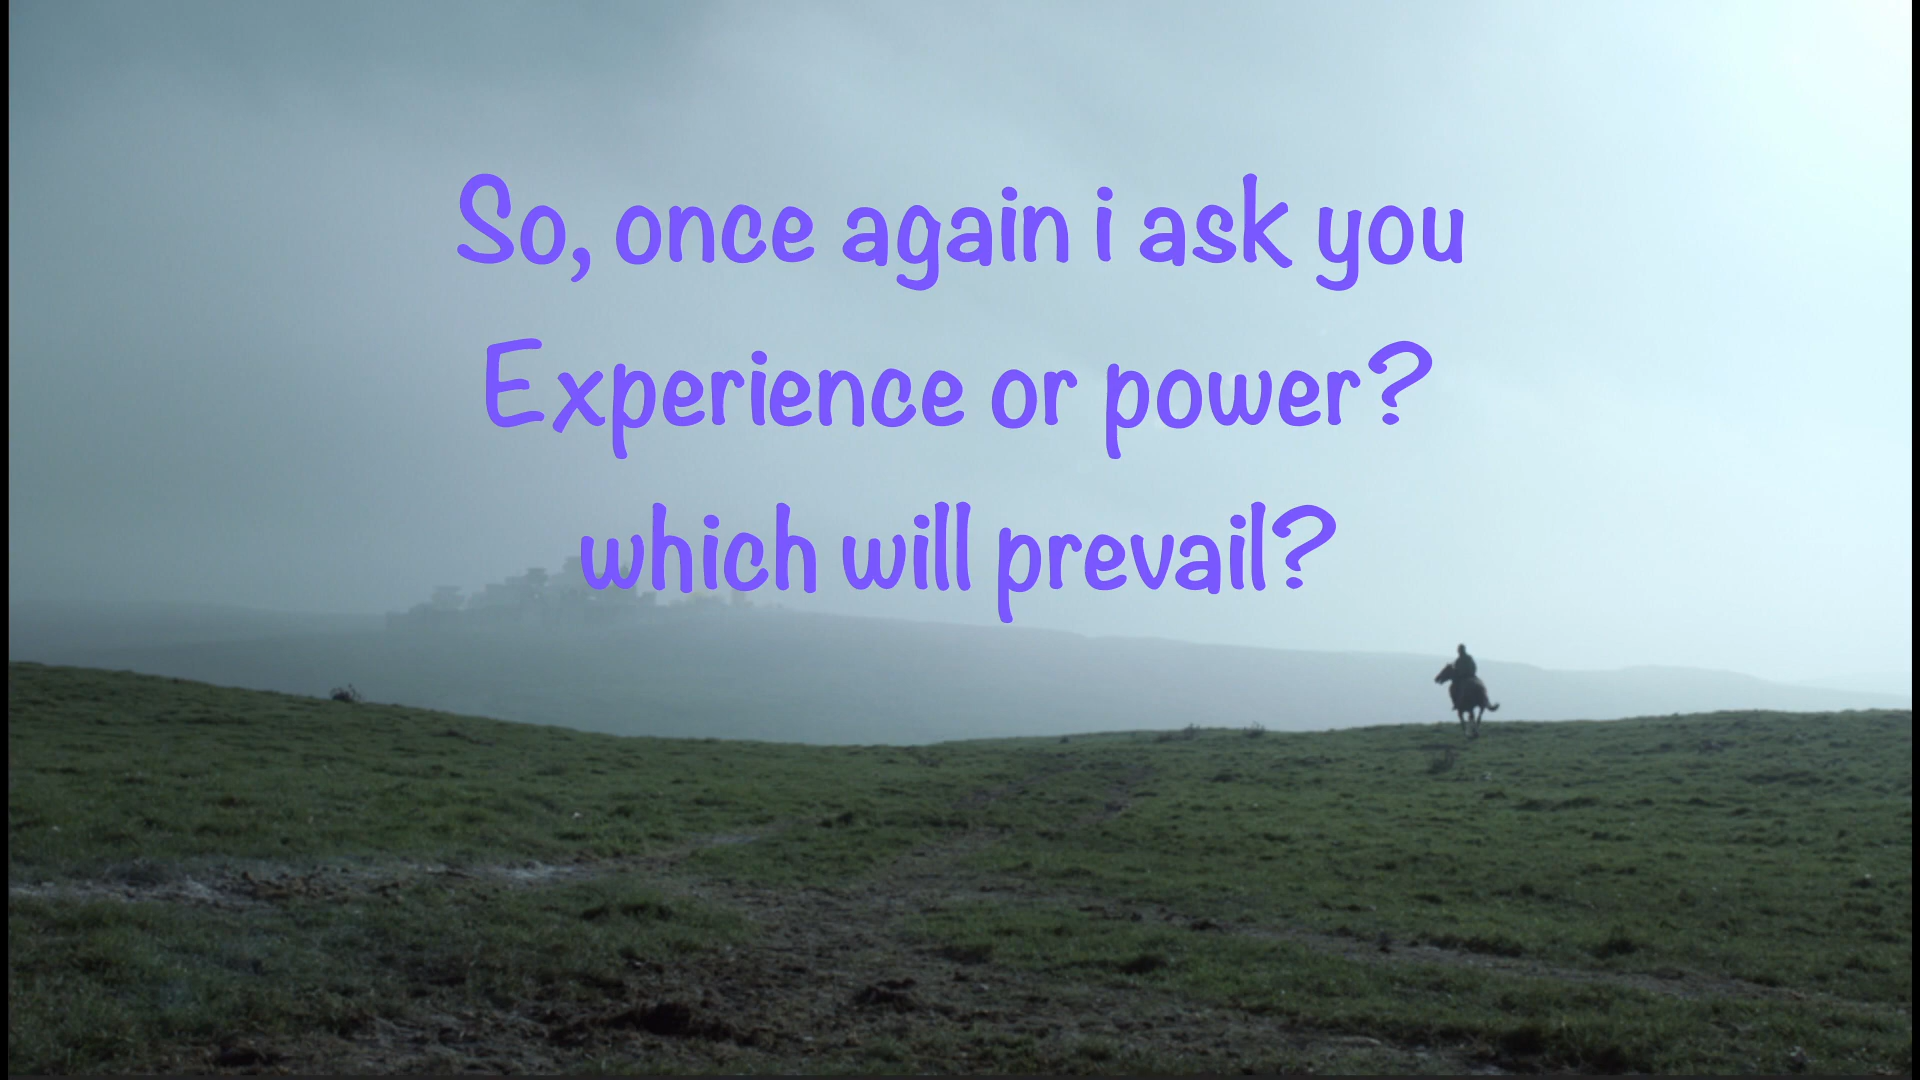 So, once again i ask you
Experience or power?
which will prevail?